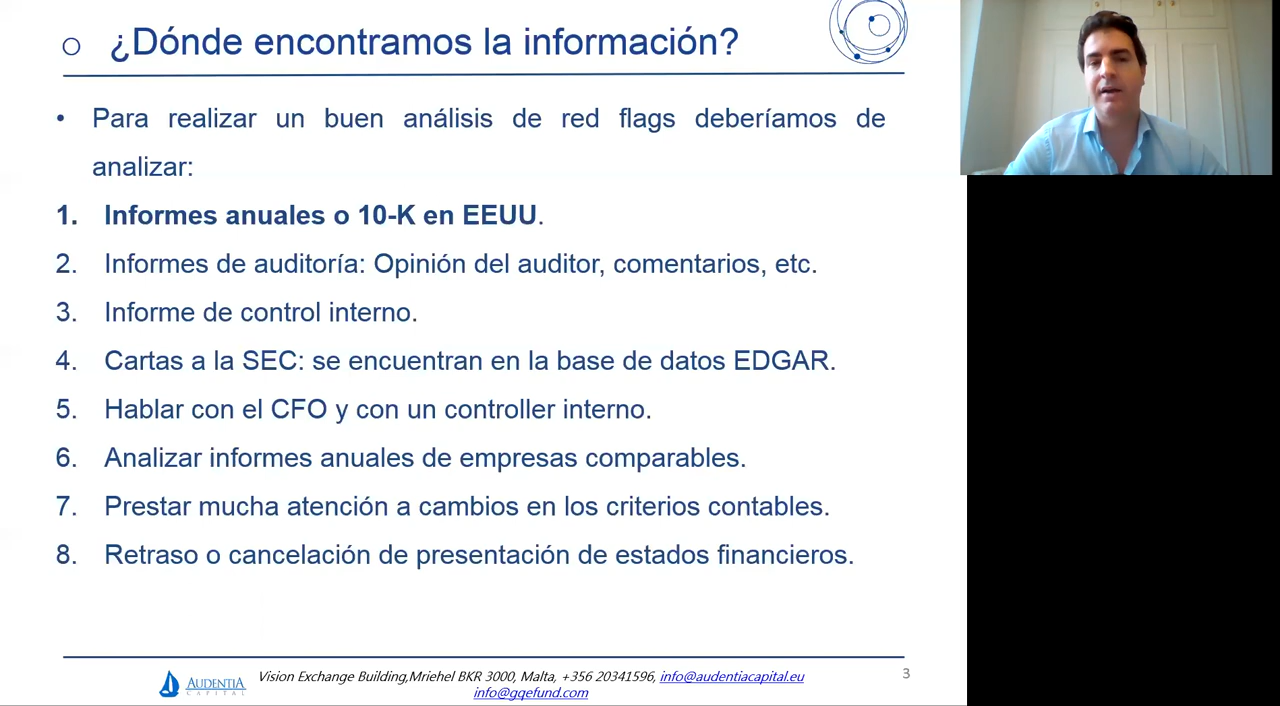 o ¿Dónde encontramos la información?
• Para realizar un buen análisis de red flags deberíamos de
analizar:
1. Informes anuales o 10-K en EEUU.
2. Informes de auditoría: Opinión del auditor, comentarios, etc.
3. Informe de control interno.
4. Cartas a la SEC: se encuentran en la base de datos EDGAR.
5. Hablar con el CFO y con un controller interno.
6. Analizar informes anuales de empresas comparables.
7. Prestar mucha atención a cambios en los criterios contables.
8. Retraso o cancelación de presentación de estados financieros.
AUDENTIA
CAPITAL
Vision Exchange Building,Mriehel BKR 3000, Malta, +356 20341596, info@audentiacapital.eu
info@gqefund.com
3